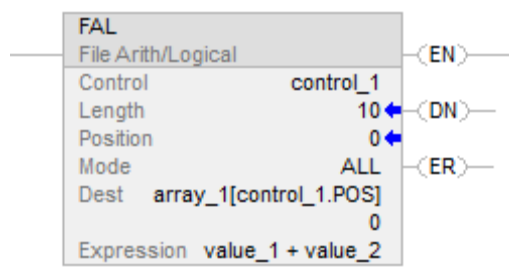 FAL
File Arith/Logical
(EN)
Control control_1
Length 10
(DN)
Position 0
Mode ALL
(ER)
Dest array_1[control_1.POS]
0
Expression value_1 + value_2